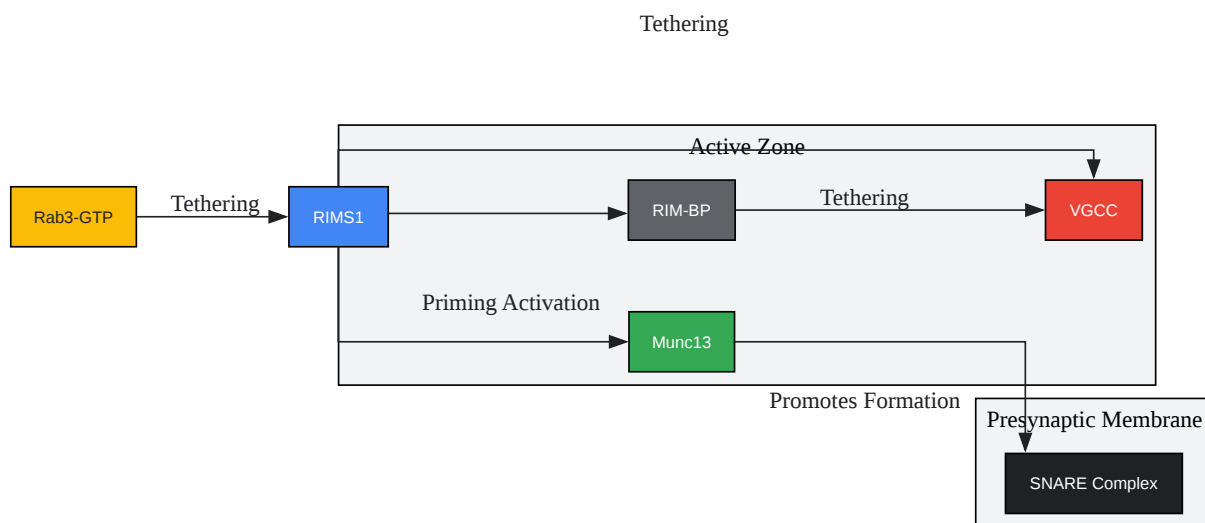 Tethering
Active Zone
Rab3-GTP
Tethering
RIMS1
RIM-BP
Tethering
VGCC
Priming Activation
Munc13
Promotes Formation
Presynaptic Membrane
SNARE Complex